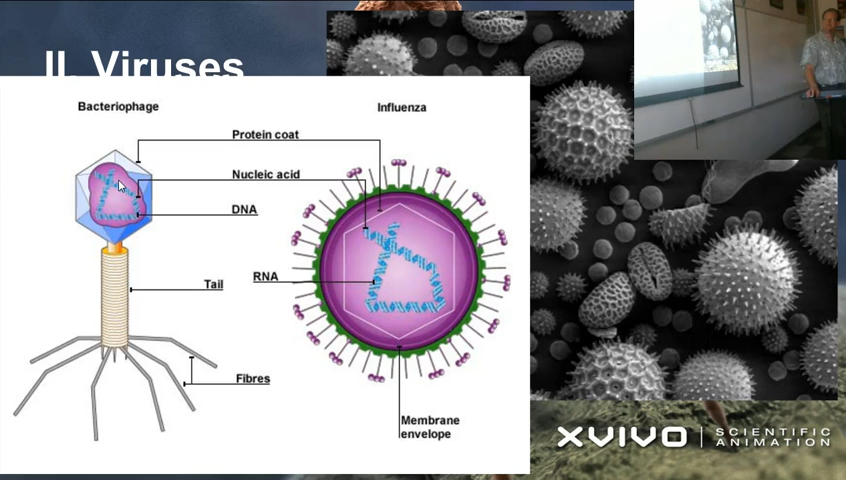 II. Viruses
Bacteriophage
Influenza
Protein coat
Nucleic acid
DNA
RNA
Tail
Fibres
Membrane
envelope
XVIVO | SCIENTIFIC
ANIMATION